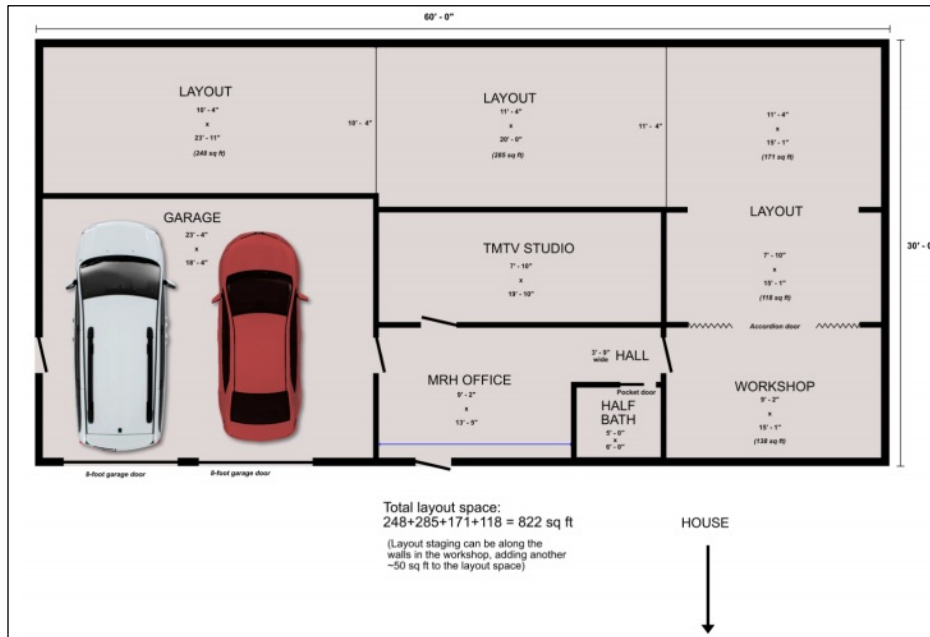 60' - 0"
LAYOUT
10' - 4"
x
23' - 11"
(248 sq ft)
10' - 4"
LAYOUT
11' - 4"
x
20' - 0"
(285 sq ft)
11' - 4"
11' - 4"
x
15' - 1"
(171 sq ft)
LAYOUT
7' - 10"
x
15' - 1"
(118 sq ft)
Accordion door
30' - 0
GARAGE
23' - 4"
x
18' - 4"
TMTV STUDIO
7' - 10"
x
19' - 10"
3' - 9"
wide
HALL
MRH OFFICE
9' - 2"
x
13' - 5"
Pocket door
HALF
BATH
5' - 0"
x
6' - 0"
WORKSHOP
9' - 2"
x
15' - 1"
(138 sq ft)
8-foot garage door
8-foot garage door
Total layout space:
248+285+171+118 = 822 sq ft
(Layout staging can be along the
walls in the workshop, adding another
~50 sq ft to the layout space)
HOUSE